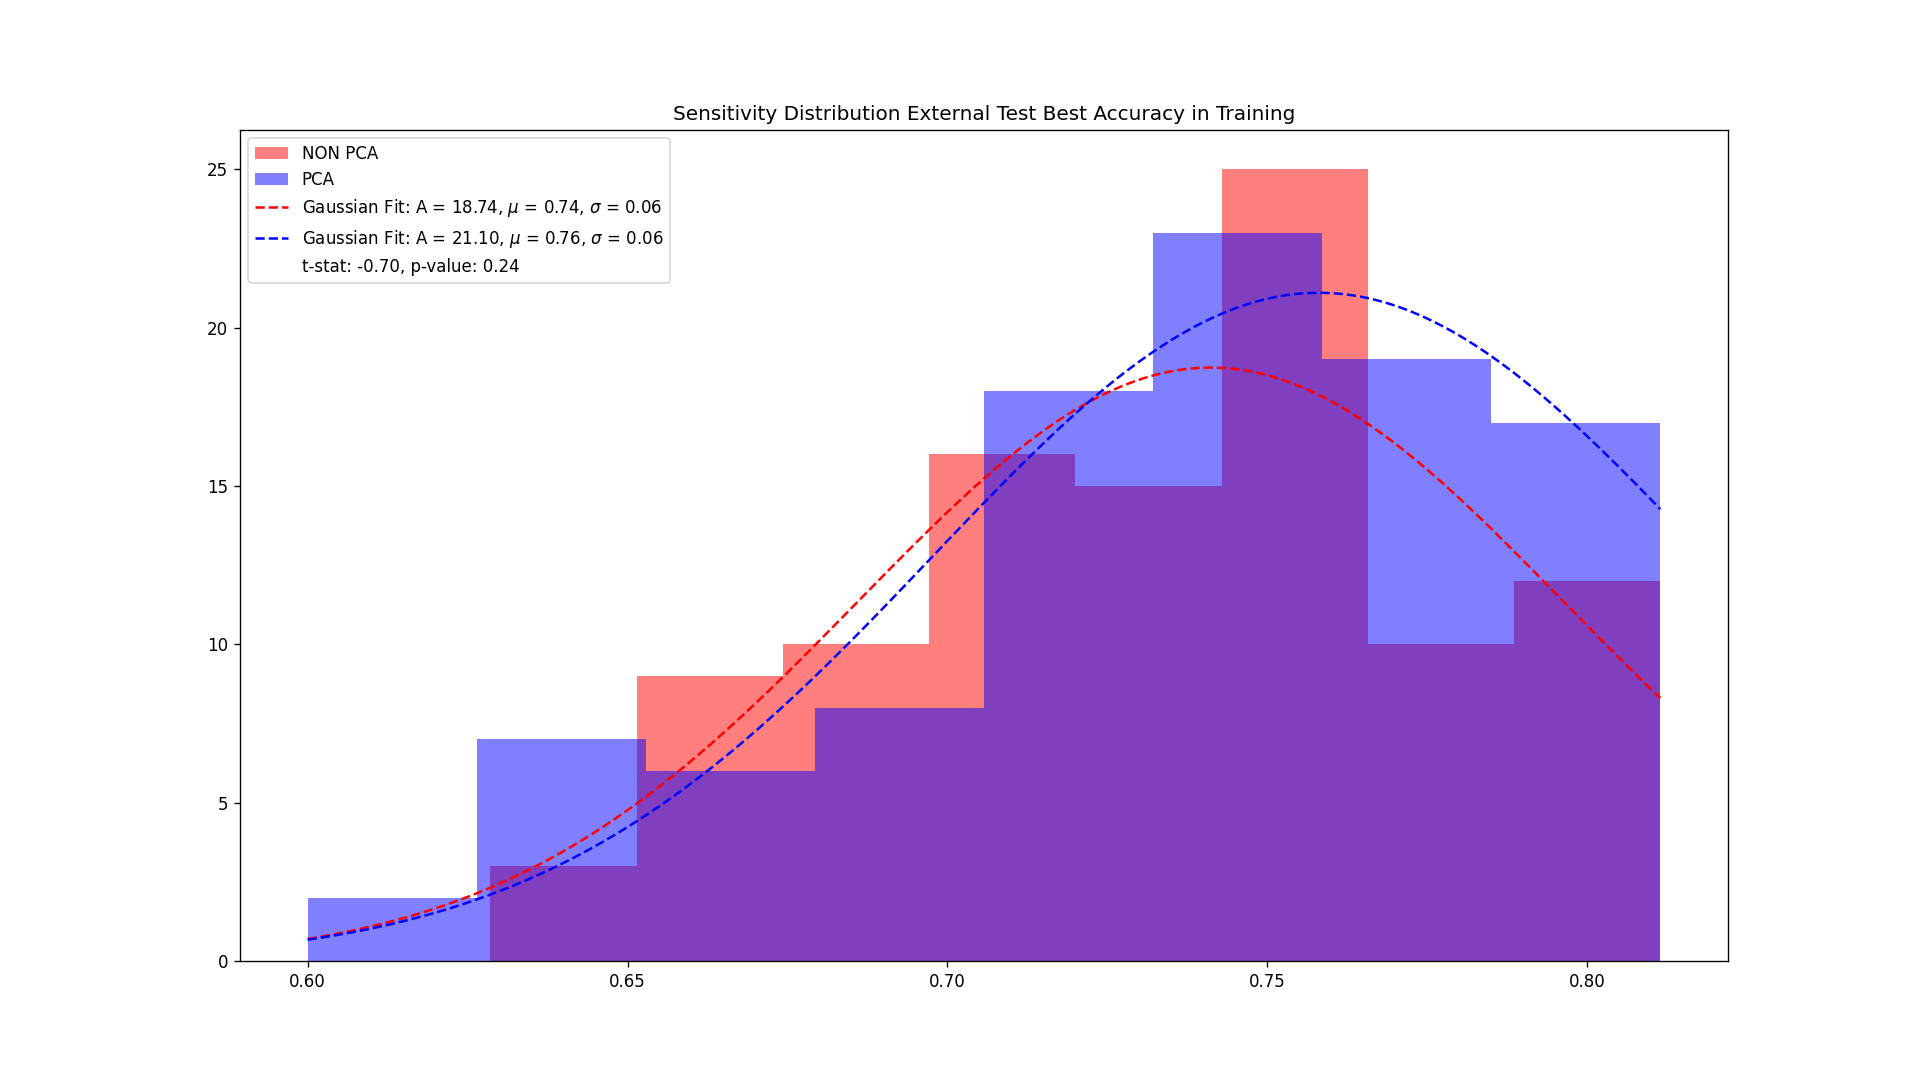 Sensitivity Distribution External Test Best Accuracy in Training
NON PCA
PCA
Gaussian Fit: A = 18.74, μ = 0.74, σ = 0.06
Gaussian Fit: A = 21.10, μ = 0.76, σ = 0.06
t-stat: -0.70, p-value: 0.24
25
20
15
10
5
0
0.60 0.65 0.70 0.75 0.80